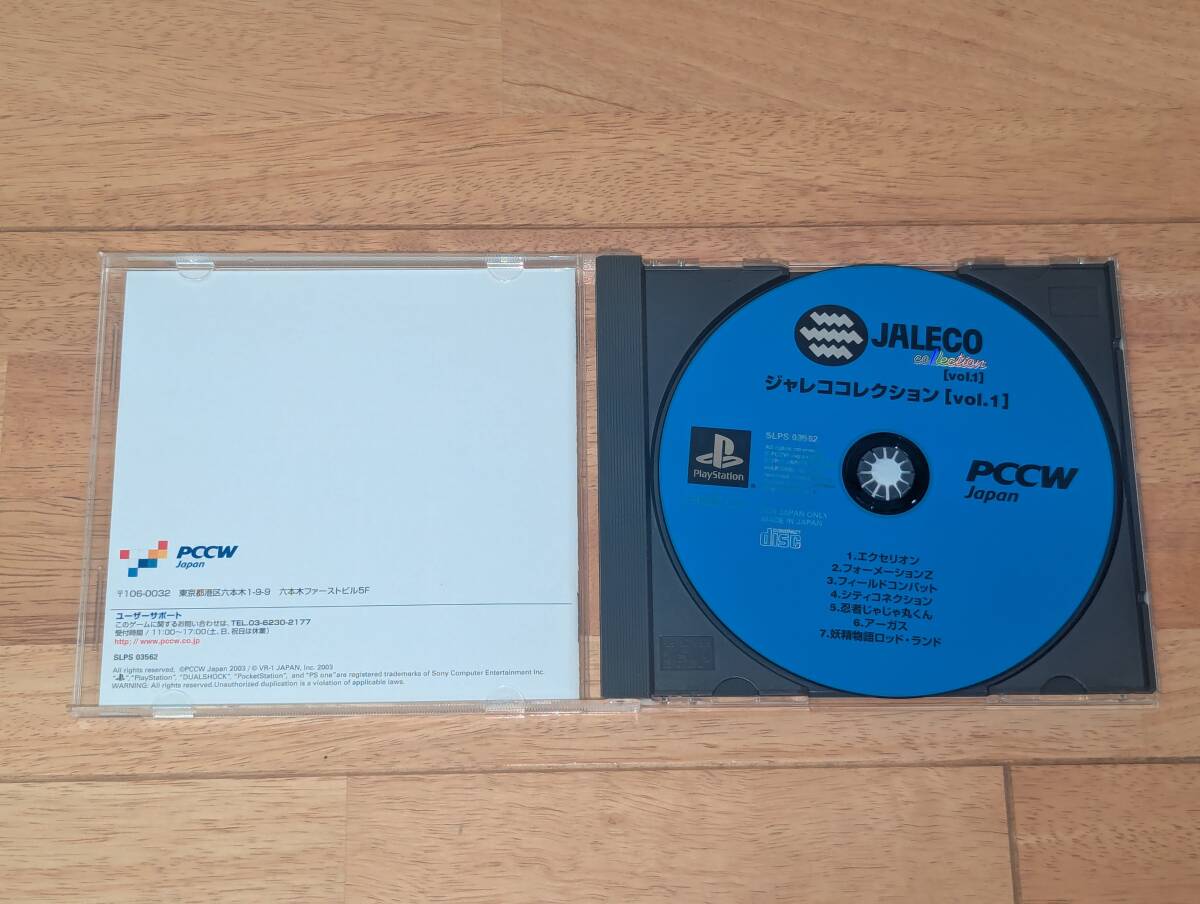 PCCW
Japan
〒106-0032 東京都港区六本木1-9-9 六本木ファーストビル5F
ユーザーサポート
このゲームに関するお問い合わせは、TEL.03-6230-2177
受付時間/11:00〜17:00(土、日、祝日は休業)
http://www.pccw.co.jp
SLPS 03562
All rights reserved, ©PCCW Japan 2003 / © VR-1 JAPAN, Inc. 2003
"", "PlayStation", "DUALSHOCK", "PocketStation", and "PS one"are registered trademarks of Sony Computer Entertainment Inc.
WARNING: All rights reserved.Unauthorized duplication is a violation of applicable laws.
JALECO
collection
[vol.1]
ジャレココレクション[vol.1]
PlayStation
SLPS 03562
JAPAN ONLY
MADE IN JAPAN
COMPACT
disc
PCCW
Japan
1.エクセリオン
2.フォーメーションZ
3.フィールドコンバット
4.シティコネクション
5.忍者じゃじゃ丸くん
6.アーガス
7.妖精物語ロッド・ランド